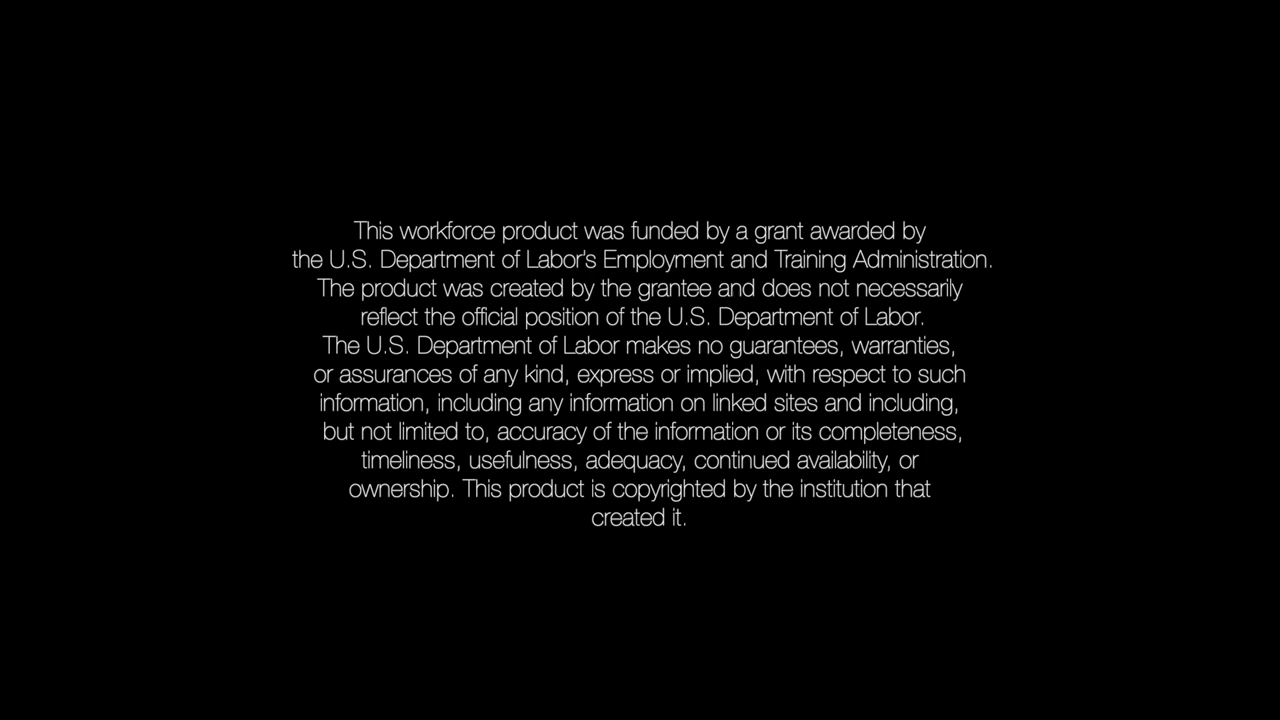 This workforce product was funded by a grant awarded by
the U.S. Department of Labor's Employment and Training Administration.
The product was created by the grantee and does not necessarily
reflect the official position of the U.S. Department of Labor.
The U.S. Department of Labor makes no guarantees, warranties,
or assurances of any kind, express or implied, with respect to such
information, including any information on linked sites and including,
but not limited to, accuracy of the information or its completeness,
timeliness, usefulness, adequacy, continued availability, or
ownership. This product is copyrighted by the institution that
created it.